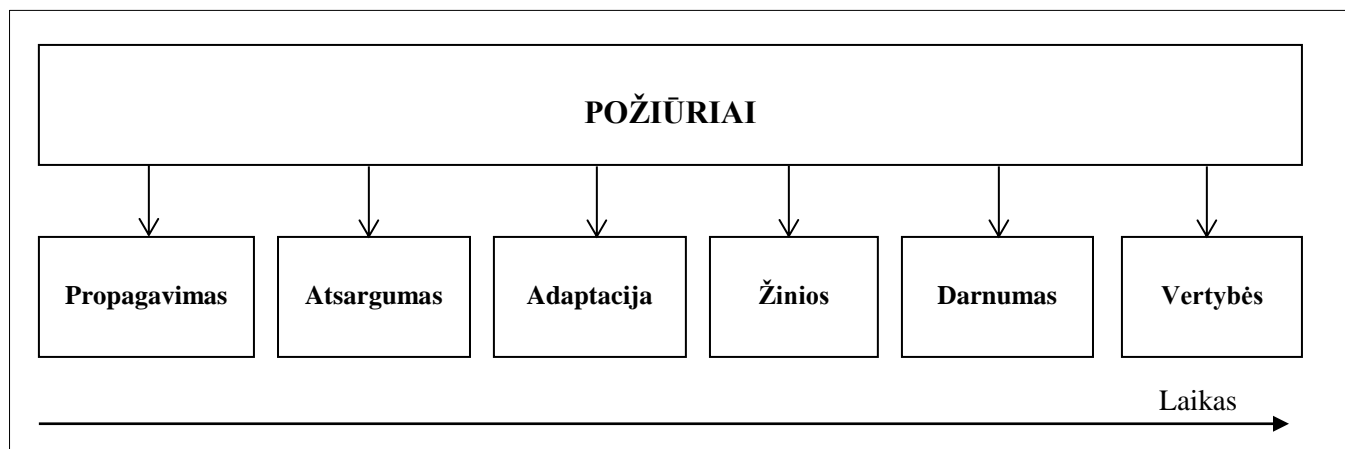 POŽIŪRIAI
Propagavimas
Atsargumas
Adaptacija
Žinios
Darnumas
Vertybės
Laikas